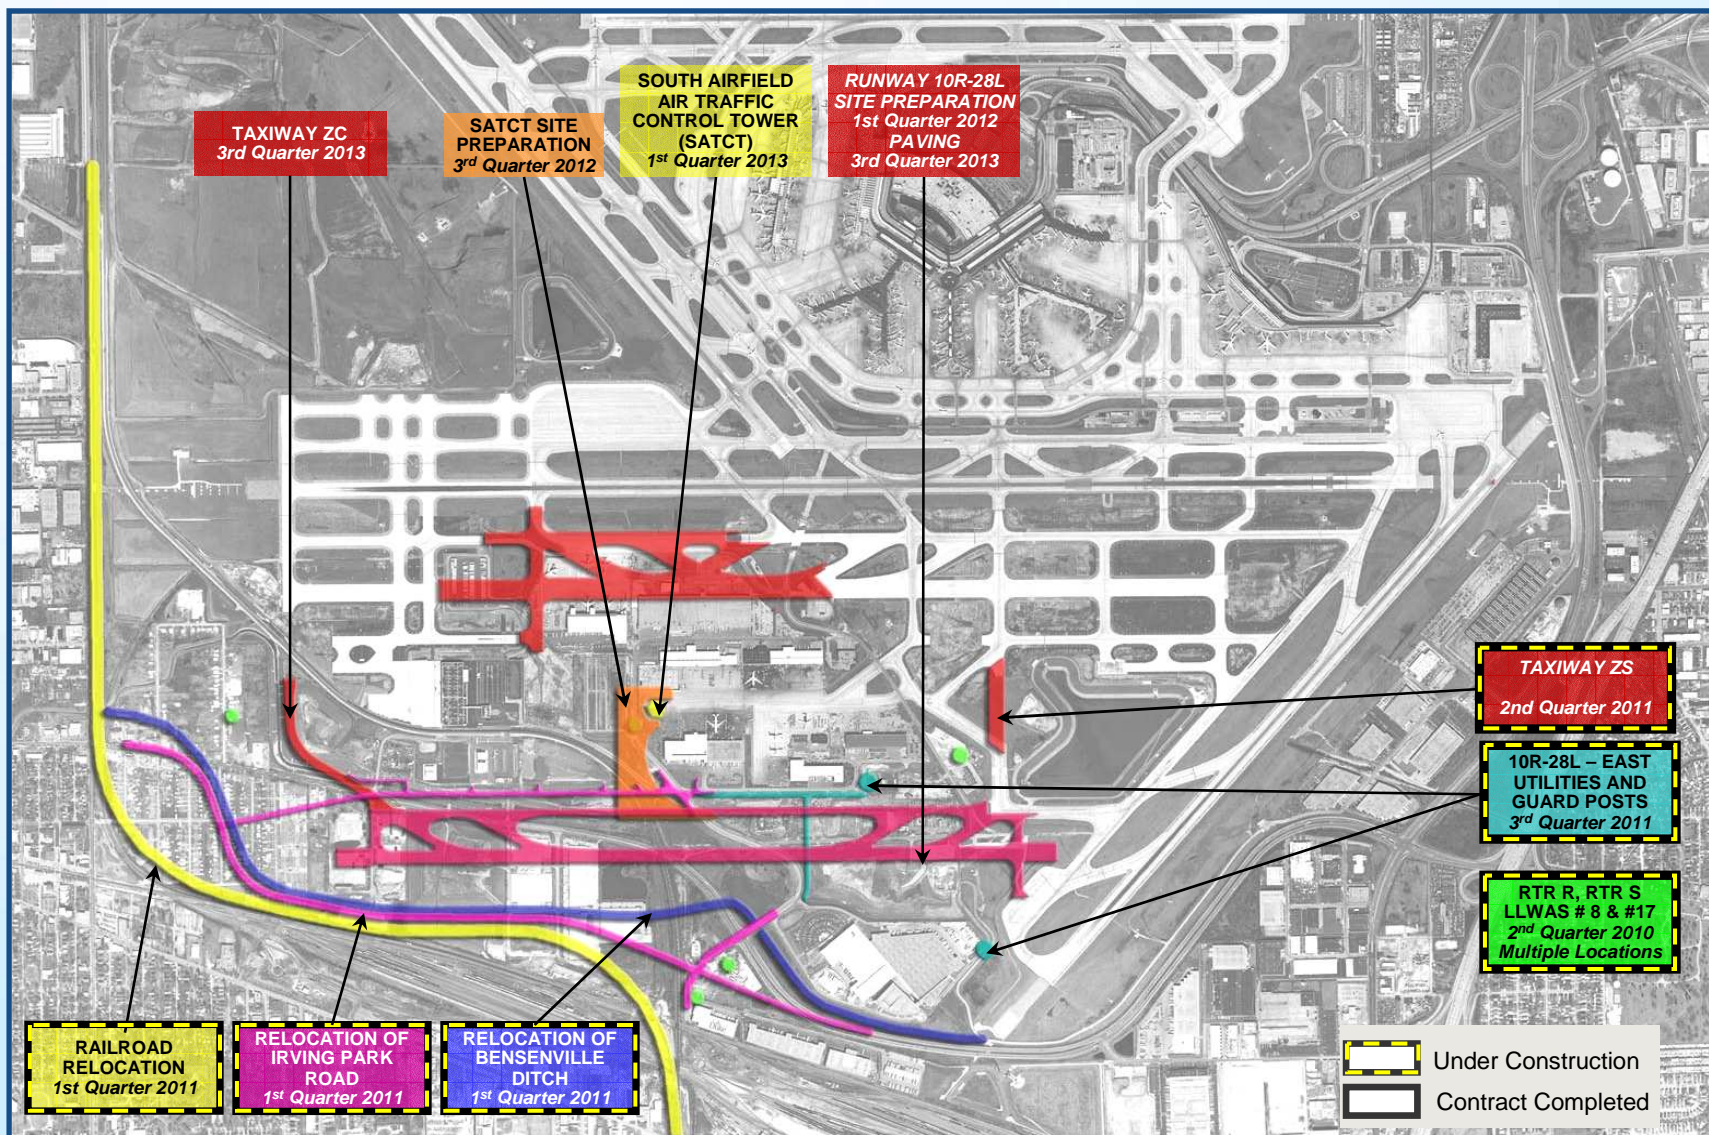 TAXIWAY ZC
3rd Quarter 2013
SATCT SITE
PREPARATION
3rd Quarter 2012
SOUTH AIRFIELD
AIR TRAFFIC
CONTROL TOWER
(SATCT)
1st Quarter 2013
RUNWAY 10R-28L
SITE PREPARATION
1st Quarter 2012
PAVING
3rd Quarter 2013
TAXIWAY ZS
2nd Quarter 2011
10R-28L – EAST
UTILITIES AND
GUARD POSTS
3rd Quarter 2011
RTR R, RTR S
LLWAS # 8 & #17
2nd Quarter 2010
Multiple Locations
RAILROAD
RELOCATION
1st Quarter 2011
RELOCATION OF
IRVING PARK
ROAD
1st Quarter 2011
RELOCATION OF
BENSENVILLE
DITCH
1st Quarter 2011
Under Construction
Contract Completed